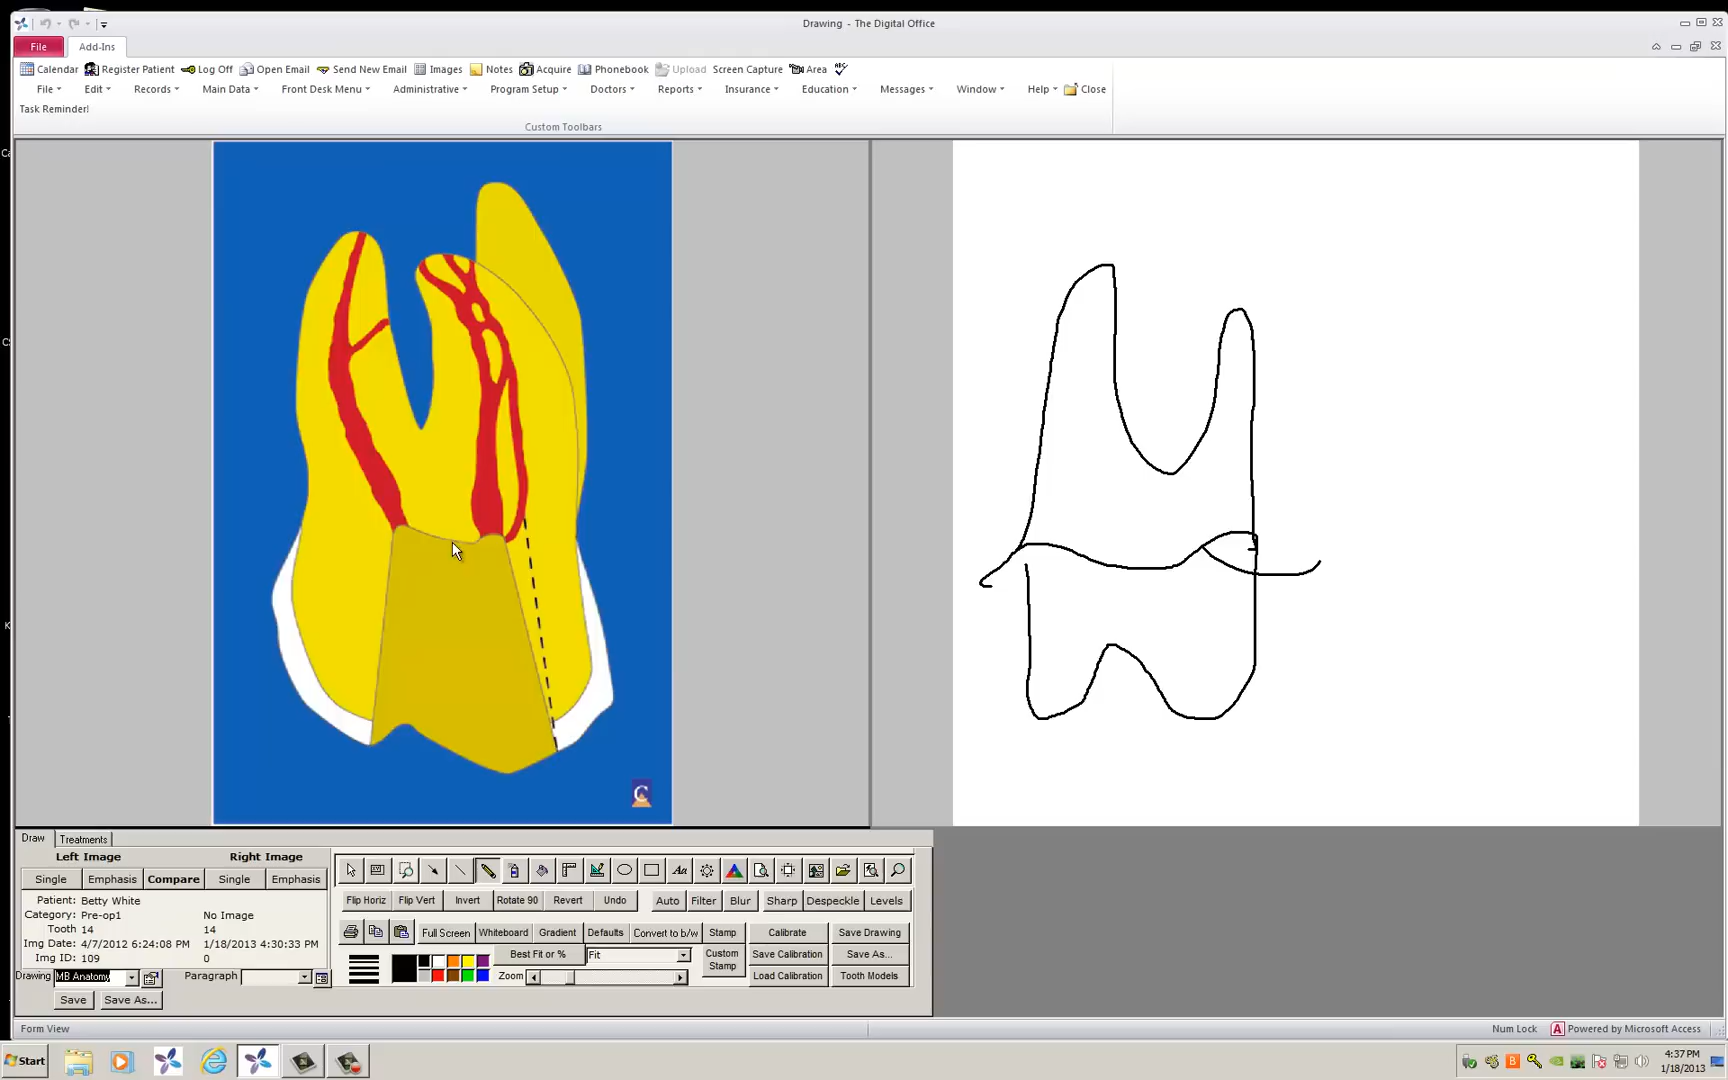 Drawing - The Digital Office
File Add-Ins
Calendar Register Patient Log Off Open Email Send New Email Images Notes Acquire Phonebook Upload Screen Capture Area ABC
File Edit Records Main Data Front Desk Menu Administrative Program Setup Doctors Reports Insurance Education Messages Window Help Close
Task Reminder!
Custom Toolbars
C
Draw Treatments
Left Image Right Image
Single Emphasis Compare Single Emphasis
Patient: Betty White
Category: Pre-op1 No Image
Tooth 14 14
Img Date: 4/7/2012 6:24:08 PM 1/18/2013 4:30:33 PM
Img ID: 109 0
Drawing MB Anatomy Paragraph
Save Save As...
Aa
Flip Horiz Flip Vert Invert Rotate 90 Revert Undo Auto Filter Blur Sharp Despeckle Levels
Full Screen Whiteboard Gradient Defaults Convert to b/w Stamp Calibrate Save Drawing
Best Fit or % Fit Custom Stamp Save Calibration Save As...
Zoom Load Calibration Tooth Models
Form View Num Lock A Powered by Microsoft Access
Start 4:37 PM
1/18/2013